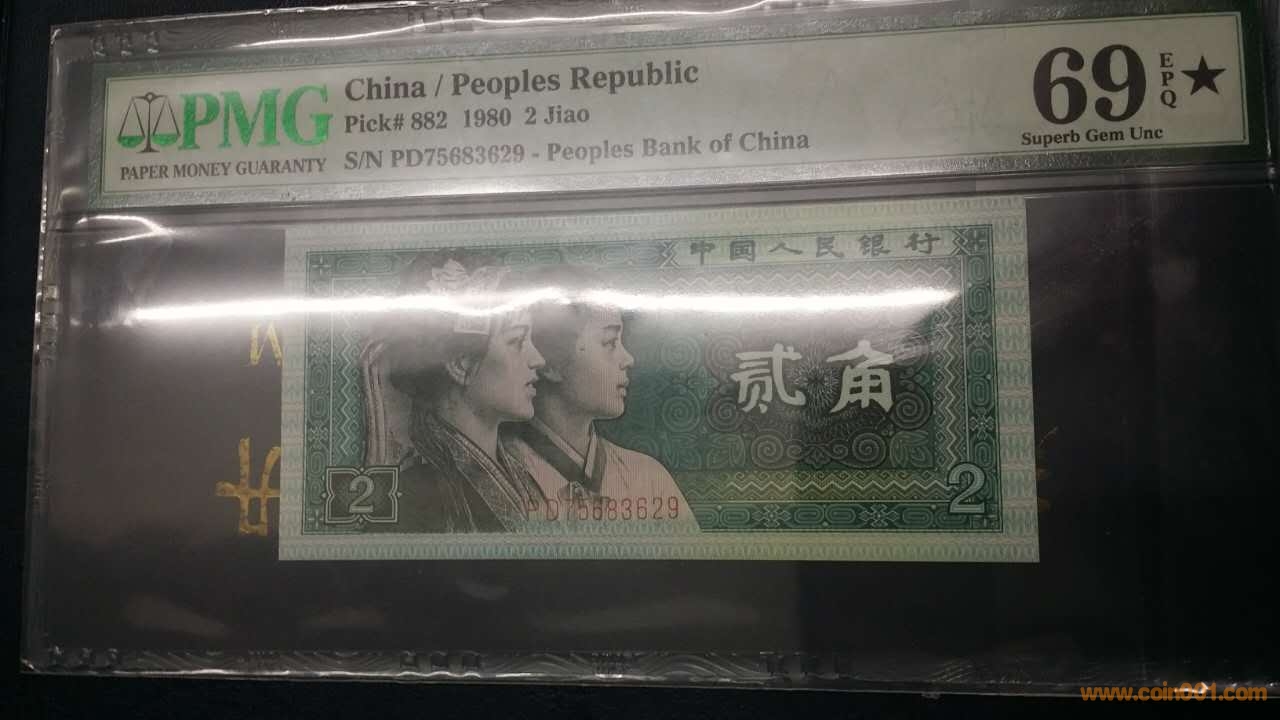 PMG
PAPER MONEY GUARANTY
China / Peoples Republic
Pick# 882 1980 2 Jiao
S/N PD75683629 - Peoples Bank of China
69
EPQ
★
Superb Gem Unc
中国人民银行
贰角
2
2
PD75683629
www.coin001.com